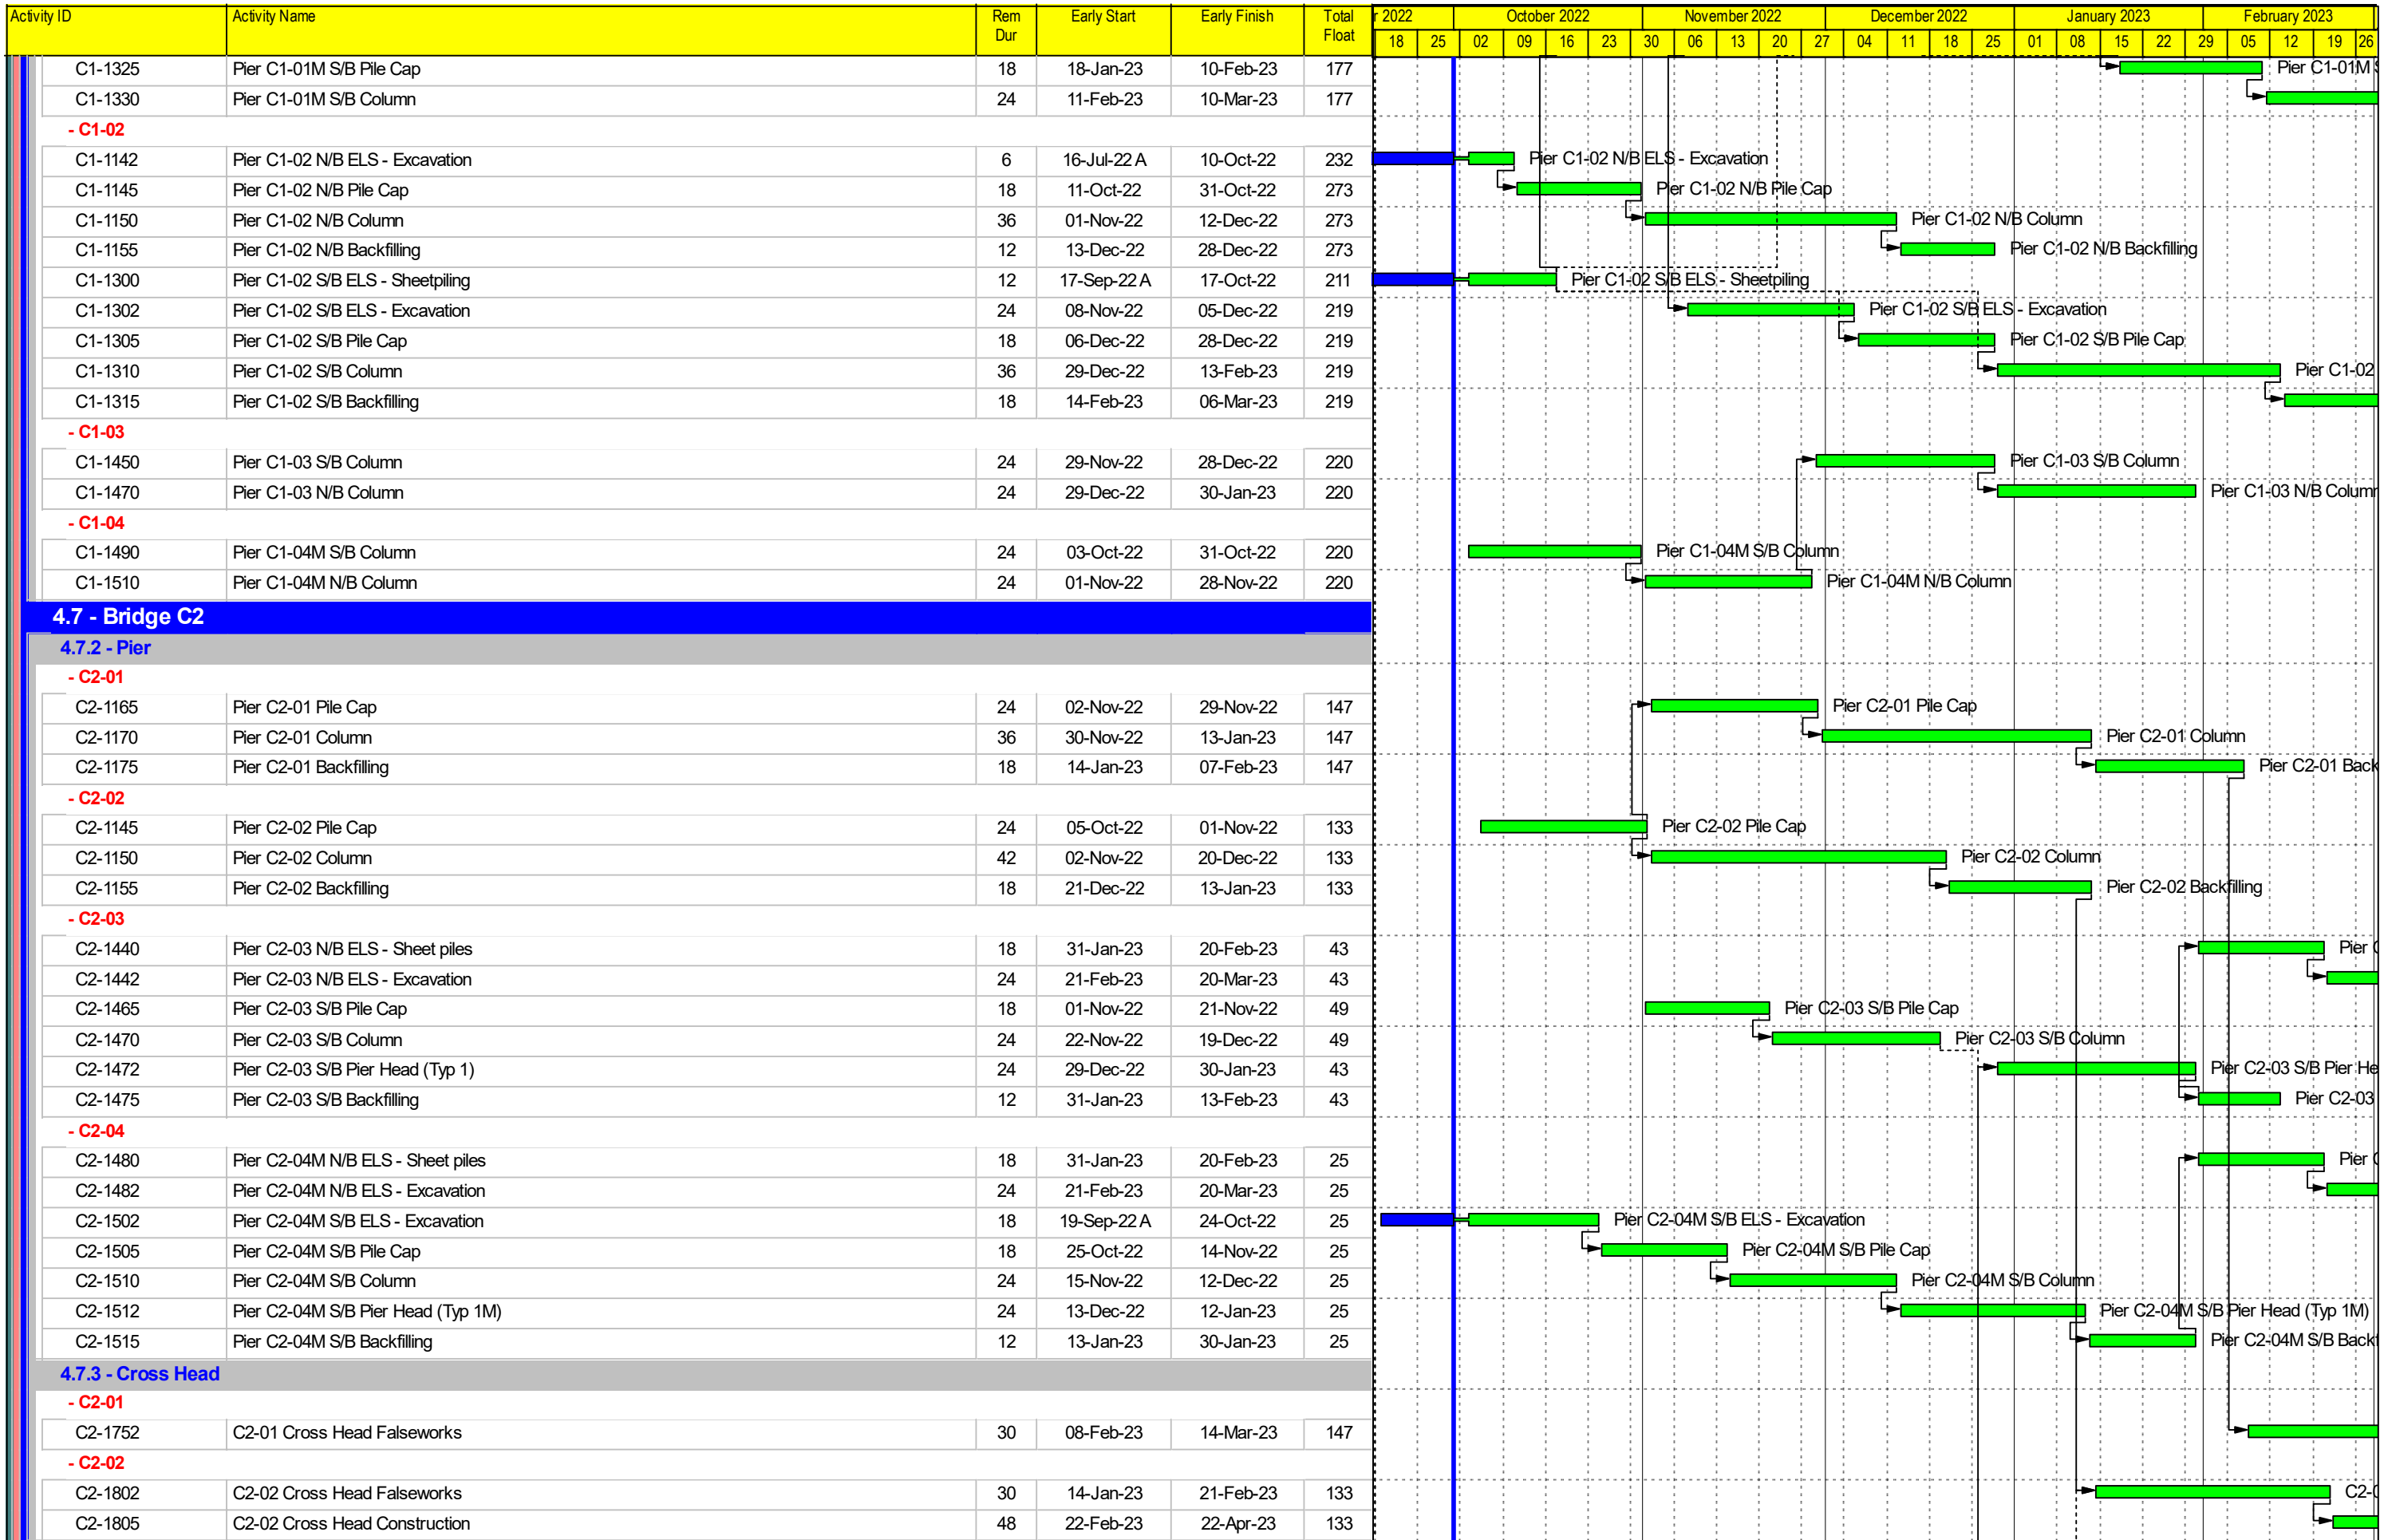 Activity ID Activity Name Rem Dur Early Start Early Finish Total Float r 2022 October 2022 November 2022 December 2022 January 2023 February 2023
18 25 02 09 16 23 30 06 13 20 27 04 11 18 25 01 08 15 22 29 05 12 19 26
C1-1325 Pier C1-01M S/B Pile Cap 18 18-Jan-23 10-Feb-23 177 Pier C1-01M S
C1-1330 Pier C1-01M S/B Column 24 11-Feb-23 10-Mar-23 177
- C1-02
C1-1142 Pier C1-02 N/B ELS - Excavation 6 16-Jul-22 A 10-Oct-22 232 Pier C1-02 N/B ELS - Excavation
C1-1145 Pier C1-02 N/B Pile Cap 18 11-Oct-22 31-Oct-22 273 Pier C1-02 N/B Pile Cap
C1-1150 Pier C1-02 N/B Column 36 01-Nov-22 12-Dec-22 273 Pier C1-02 N/B Column
C1-1155 Pier C1-02 N/B Backfilling 12 13-Dec-22 28-Dec-22 273 Pier C1-02 N/B Backfilling
C1-1300 Pier C1-02 S/B ELS - Sheetpiling 12 17-Sep-22 A 17-Oct-22 211 Pier C1-02 S/B ELS - Sheetpiling
C1-1302 Pier C1-02 S/B ELS - Excavation 24 08-Nov-22 05-Dec-22 219 Pier C1-02 S/B ELS - Excavation
C1-1305 Pier C1-02 S/B Pile Cap 18 06-Dec-22 28-Dec-22 219 Pier C1-02 S/B Pile Cap
C1-1310 Pier C1-02 S/B Column 36 29-Dec-22 13-Feb-23 219 Pier C1-02
C1-1315 Pier C1-02 S/B Backfilling 18 14-Feb-23 06-Mar-23 219
- C1-03
C1-1450 Pier C1-03 S/B Column 24 29-Nov-22 28-Dec-22 220 Pier C1-03 S/B Column
C1-1470 Pier C1-03 N/B Column 24 29-Dec-22 30-Jan-23 220 Pier C1-03 N/B Column
- C1-04
C1-1490 Pier C1-04M S/B Column 24 03-Oct-22 31-Oct-22 220 Pier C1-04M S/B Column
C1-1510 Pier C1-04M N/B Column 24 01-Nov-22 28-Nov-22 220 Pier C1-04M N/B Column
4.7 - Bridge C2
4.7.2 - Pier
- C2-01
C2-1165 Pier C2-01 Pile Cap 24 02-Nov-22 29-Nov-22 147 Pier C2-01 Pile Cap
C2-1170 Pier C2-01 Column 36 30-Nov-22 13-Jan-23 147 Pier C2-01 Column
C2-1175 Pier C2-01 Backfilling 18 14-Jan-23 07-Feb-23 147 Pier C2-01 Back
- C2-02
C2-1145 Pier C2-02 Pile Cap 24 05-Oct-22 01-Nov-22 133 Pier C2-02 Pile Cap
C2-1150 Pier C2-02 Column 42 02-Nov-22 20-Dec-22 133 Pier C2-02 Column
C2-1155 Pier C2-02 Backfilling 18 21-Dec-22 13-Jan-23 133 Pier C2-02 Backfilling
- C2-03
C2-1440 Pier C2-03 N/B ELS - Sheet piles 18 31-Jan-23 20-Feb-23 43 Pier C
C2-1442 Pier C2-03 N/B ELS - Excavation 24 21-Feb-23 20-Mar-23 43
C2-1465 Pier C2-03 S/B Pile Cap 18 01-Nov-22 21-Nov-22 49 Pier C2-03 S/B Pile Cap
C2-1470 Pier C2-03 S/B Column 24 22-Nov-22 19-Dec-22 49 Pier C2-03 S/B Column
C2-1472 Pier C2-03 S/B Pier Head (Typ 1) 24 29-Dec-22 30-Jan-23 43 Pier C2-03 S/B Pier He
C2-1475 Pier C2-03 S/B Backfilling 12 31-Jan-23 13-Feb-23 43 Pier C2-03
- C2-04
C2-1480 Pier C2-04M N/B ELS - Sheet piles 18 31-Jan-23 20-Feb-23 25 Pier C
C2-1482 Pier C2-04M N/B ELS - Excavation 24 21-Feb-23 20-Mar-23 25
C2-1502 Pier C2-04M S/B ELS - Excavation 18 19-Sep-22 A 24-Oct-22 25 Pier C2-04M S/B ELS - Excavation
C2-1505 Pier C2-04M S/B Pile Cap 18 25-Oct-22 14-Nov-22 25 Pier C2-04M S/B Pile Cap
C2-1510 Pier C2-04M S/B Column 24 15-Nov-22 12-Dec-22 25 Pier C2-04M S/B Column
C2-1512 Pier C2-04M S/B Pier Head (Typ 1M) 24 13-Dec-22 12-Jan-23 25 Pier C2-04M S/B Pier Head (Typ 1M)
C2-1515 Pier C2-04M S/B Backfilling 12 13-Jan-23 30-Jan-23 25 Pier C2-04M S/B Backf
4.7.3 - Cross Head
- C2-01
C2-1752 C2-01 Cross Head Falseworks 30 08-Feb-23 14-Mar-23 147
- C2-02
C2-1802 C2-02 Cross Head Falseworks 30 14-Jan-23 21-Feb-23 133 C2-0
C2-1805 C2-02 Cross Head Construction 48 22-Feb-23 22-Apr-23 133